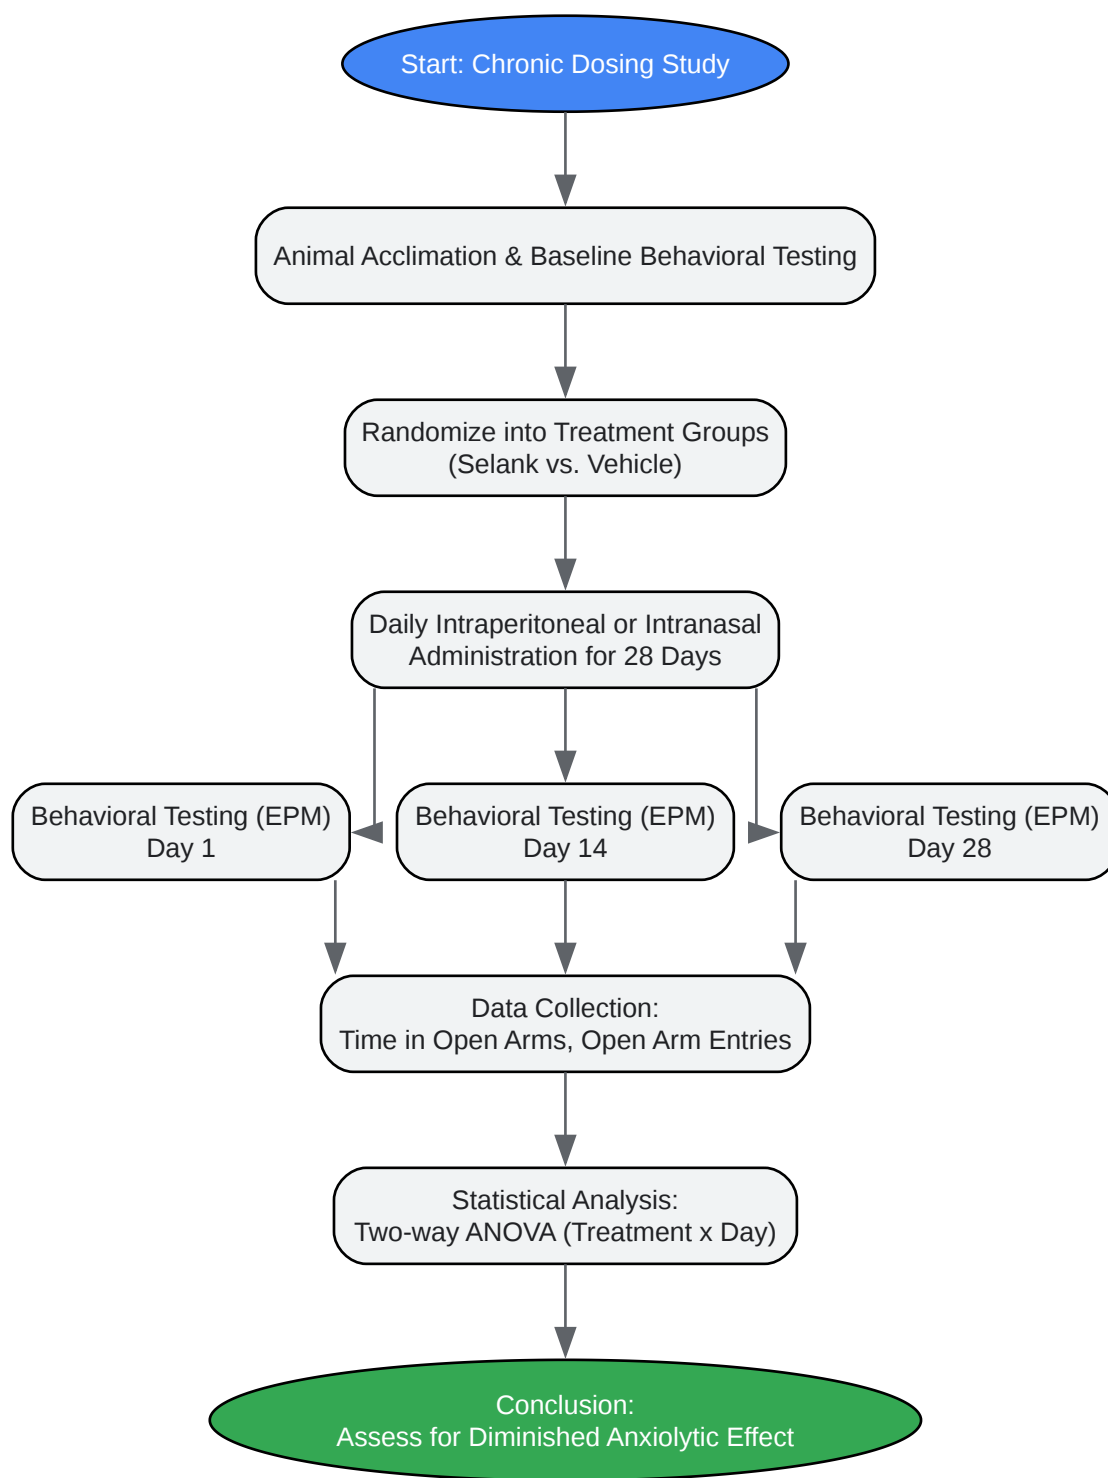 Start: Chronic Dosing Study
Animal Acclimation & Baseline Behavioral Testing
Randomize into Treatment Groups
(Selank vs. Vehicle)
Daily Intraperitoneal or Intranasal
Administration for 28 Days
Behavioral Testing (EPM)
Day 1
Behavioral Testing (EPM)
Day 14
Behavioral Testing (EPM)
Day 28
Data Collection:
Time in Open Arms, Open Arm Entries
Statistical Analysis:
Two-way ANOVA (Treatment x Day)
Conclusion:
Assess for Diminished Anxiolytic Effect